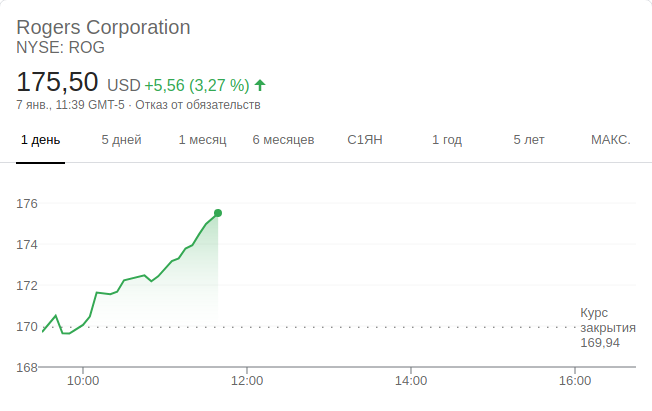 Rogers Corporation
NYSE: ROG
175,50 USD +5,56 (3,27 %)
7 янв., 11:39 GMT-5 · Отказ от обязательств
1 день 5 дней 1 месяц 6 месяцев С1ЯН 1 год 5 лет МАКС.
176
174
172
170
168
Курс
закрытия
169,94
10:00 12:00 14:00 16:00